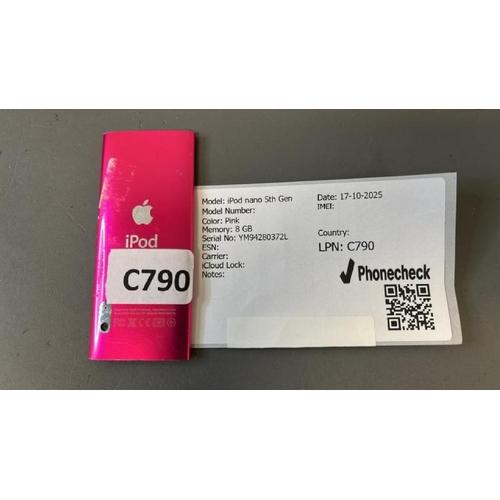 iPod
C790
Model: iPod nano 5th Gen
Model Number:
Color: Pink
Memory: 8 GB
Serial No: YM94280372L
ESN:
Carrier:
iCloud Lock:
Notes:
Date: 17-10-2025
IMEI:
Country:
LPN: C790
Phonecheck